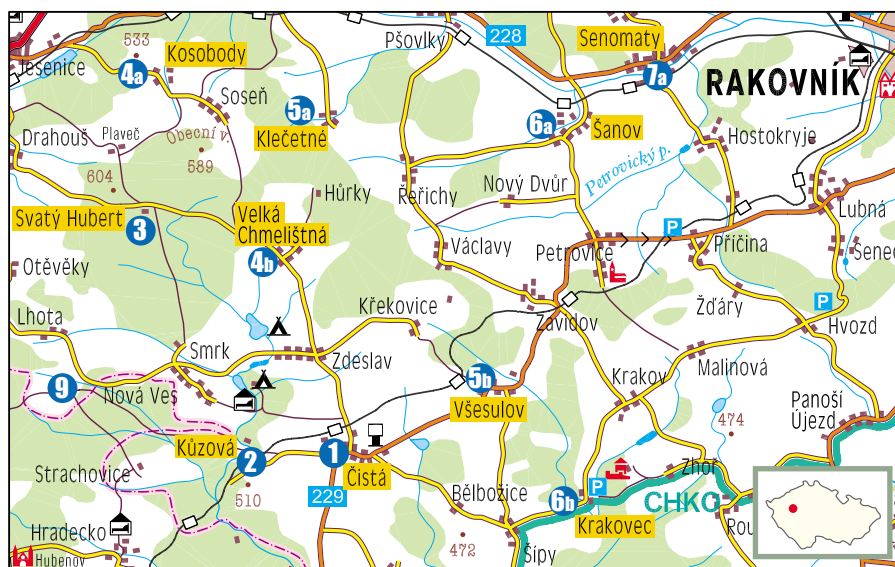 533
Kosobody
Pšovlky
228
Senomaty
Jesenice
4a
Soseň
5a
7a
RAKOVNÍK
Klečetné
6a
Šanov
Drahouš
Plaveč
Obecní v.
589
Hostokryje
604
Hůrky
Řeřichy
Nový Dvůr
Petrovický p.
Svatý Hubert
3
Velká
Chmelištná
4b
Lubná
P
Václavy
Petrovice
Příčina
Otěvěky
Senec
Lhota
Křekovice
Zavidov
Žďáry
P
Hvozd
Smrk
Zdeslav
9
Nová Ves
5b
Všesulov
Krakov
Malinová
Panoší
Újezd
Kůzová
2
1
Čistá
474
Strachovice
510
229
Bělbožice
6b
P
Zhoř
CHKO
Krakovec
Hradecko
472
Šípy
Rou
Hubenov